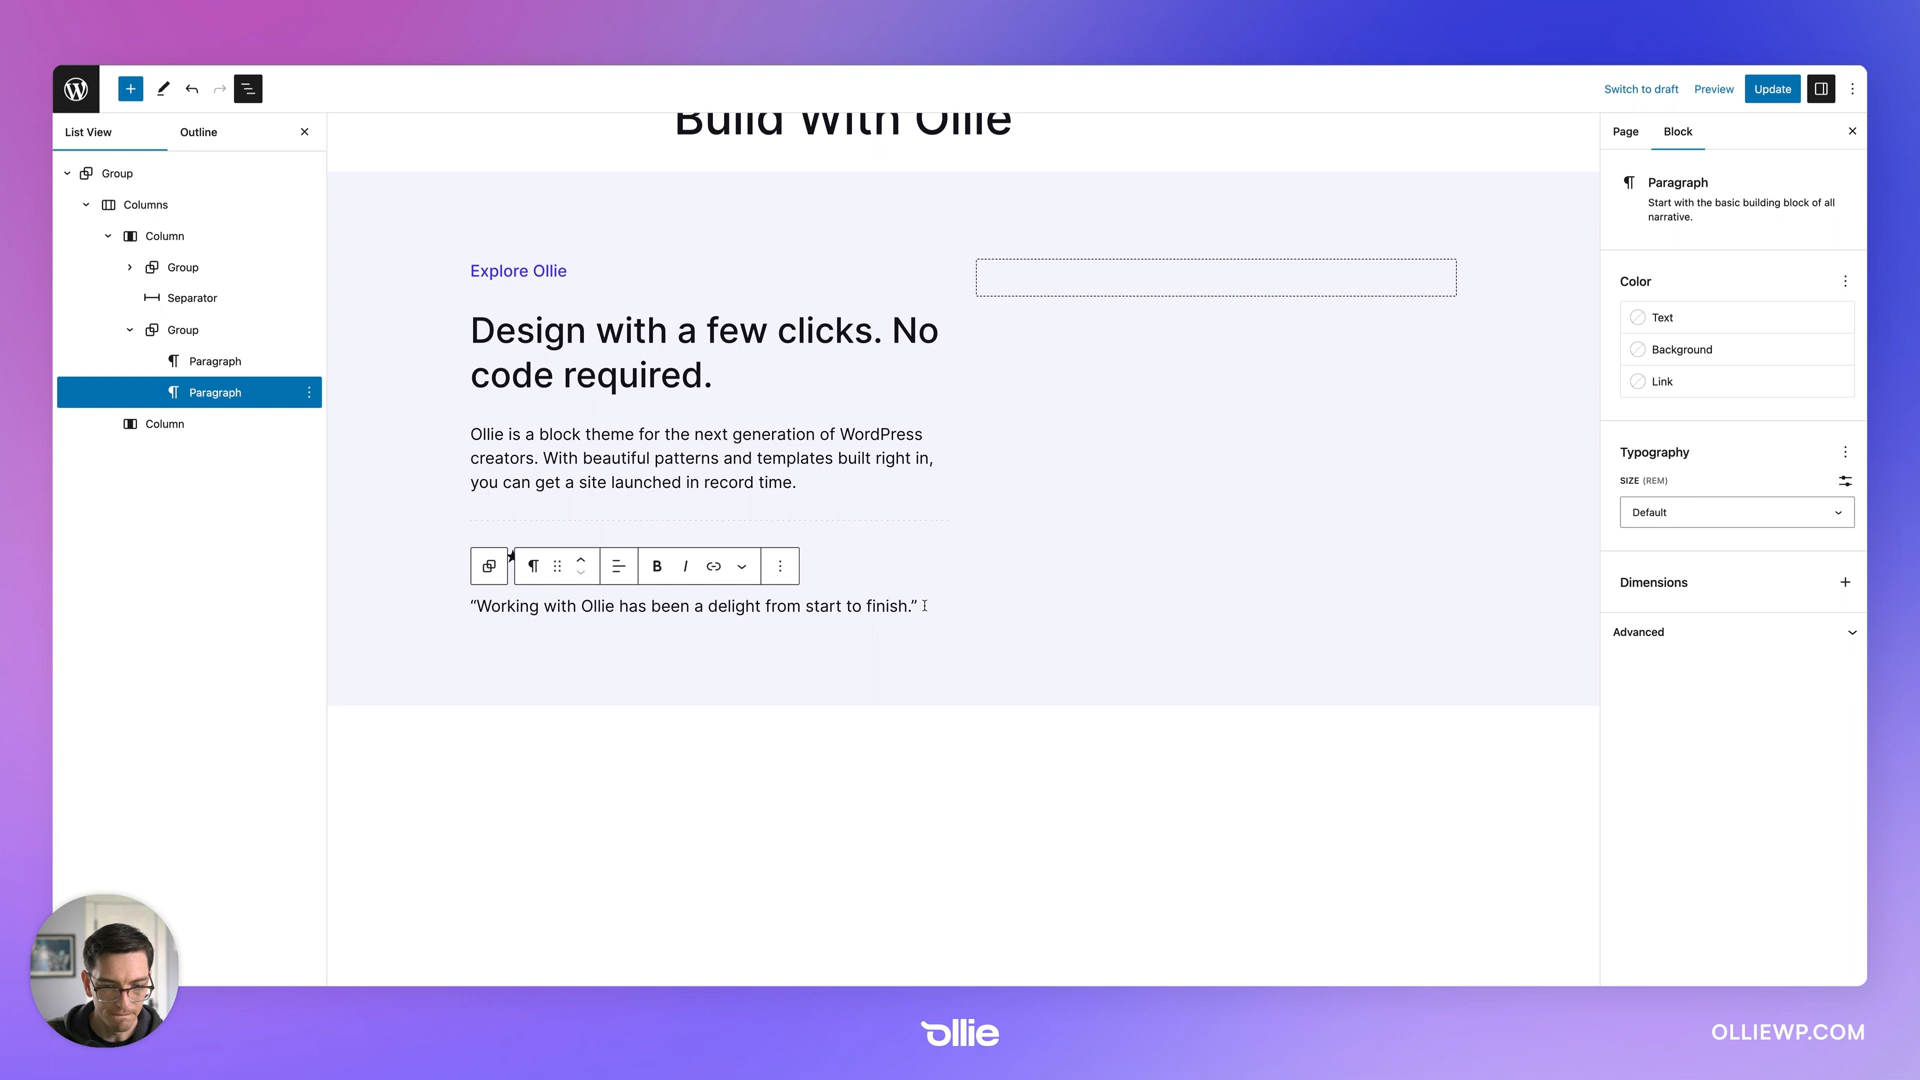 Switch to draft
Preview
Update
List View
Outline
Group
Columns
Column
Group
Separator
Group
Paragraph
Paragraph
Column
Build With Ollie
Explore Ollie
Design with a few clicks. No
code required.
Ollie is a block theme for the next generation of WordPress
creators. With beautiful patterns and templates built right in,
you can get a site launched in record time.
B I
“Working with Ollie has been a delight from start to finish.”
Page
Block
Paragraph
Start with the basic building block of all
narrative.
Color
Text
Background
Link
Typography
SIZE (REM)
Default
Dimensions
Advanced
ollie
OLLIEWP.COM